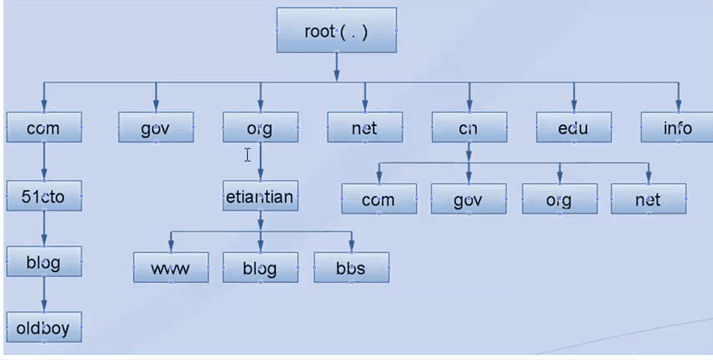 root ( . )
com
gov
org
net
cn
edu
info
51cto
etiantian
com
gov
org
net
blog
www
blog
bbs
oldboy